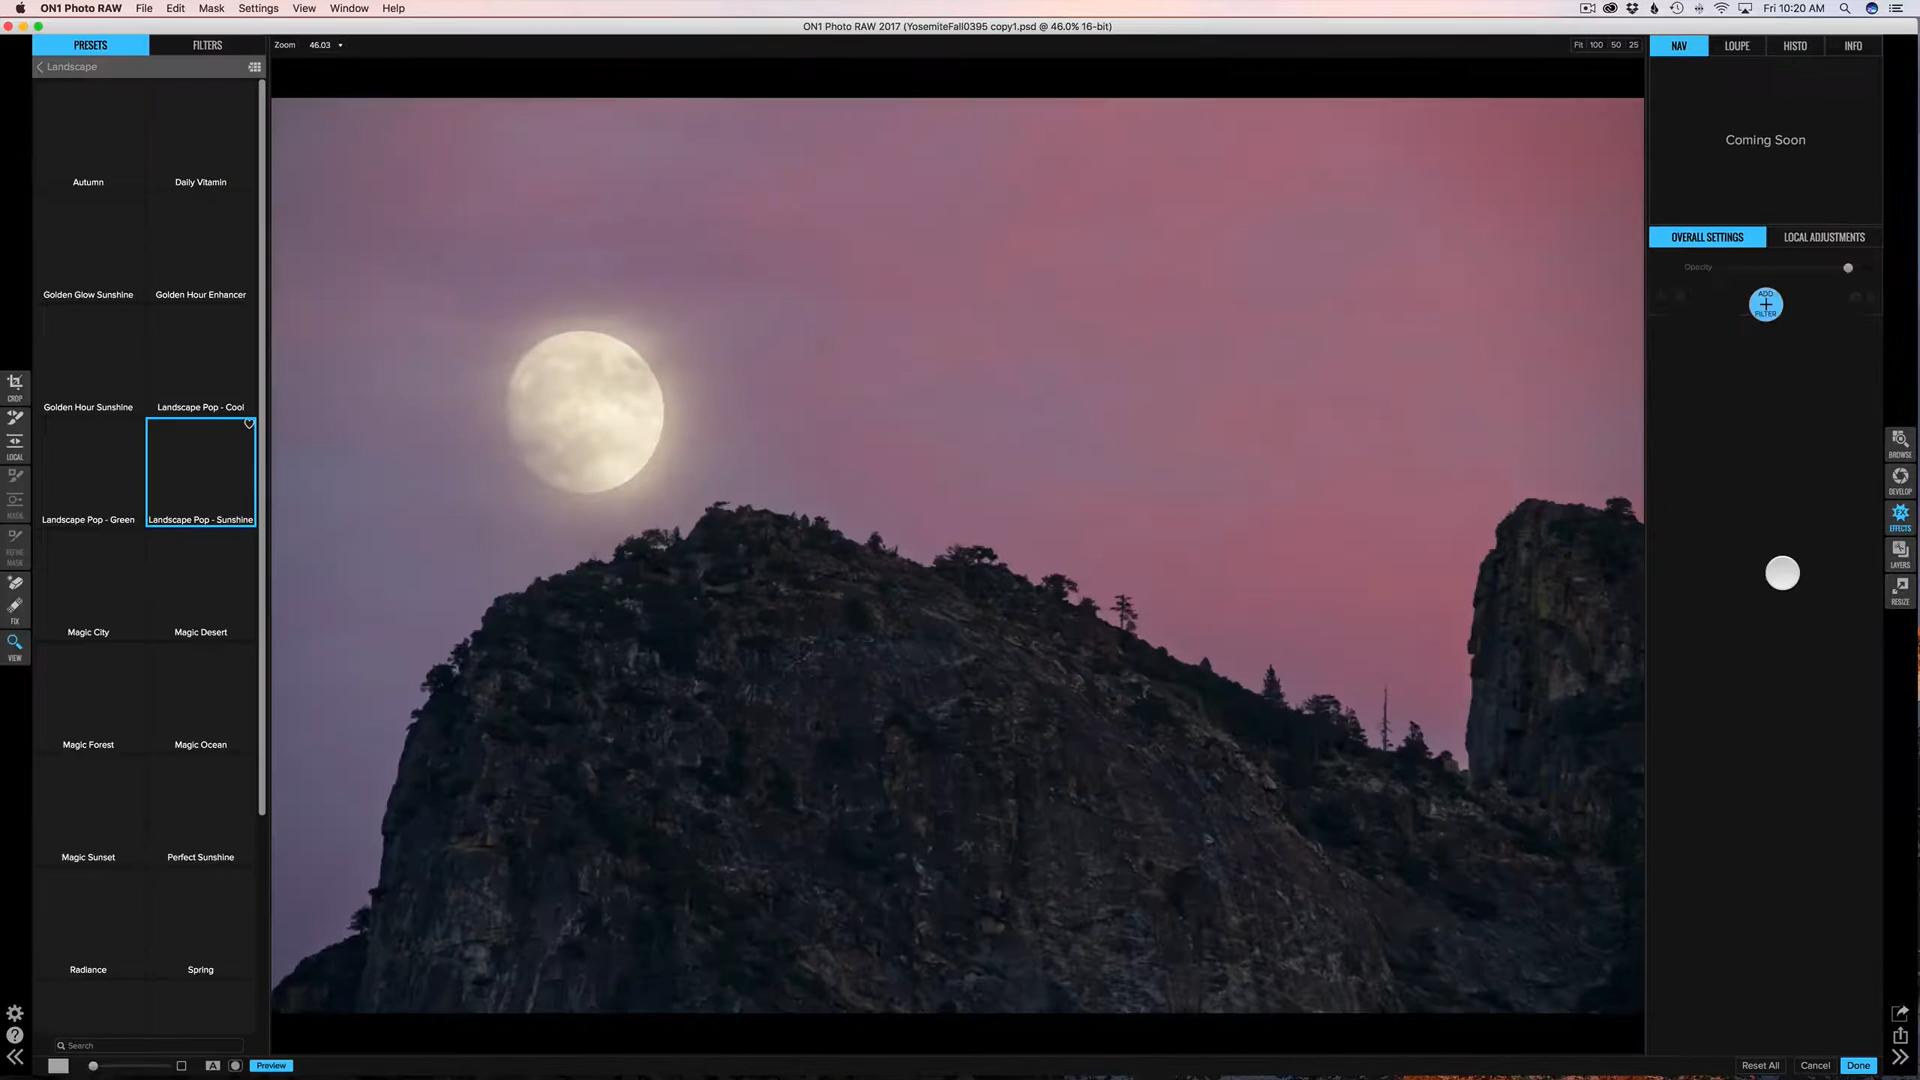 ON1 Photo RAW File Edit Mask Settings View Window Help Fri 10:20 AM
ON1 Photo RAW 2017 (YosemiteFall0395 copy1.psd @ 46.0% 16-bit)
PRESETS FILTERS
Zoom 46.03
Fit 100 50 25
NAV LOUPE HISTO INFO
Landscape
Coming Soon
Autumn Daily Vitamin
OVERALL SETTINGS LOCAL ADJUSTMENTS
Opacity
Golden Glow Sunshine Golden Hour Enhancer
ADD
FILTER
CROP
Golden Hour Sunshine Landscape Pop - Cool
LOCAL
BROWSE
DEVELOP
MASK
Landscape Pop - Green Landscape Pop - Sunshine
FX
EFFECTS
REFINE
MASK
LAYERS
RESIZE
FIX
Magic City Magic Desert
VIEW
Magic Forest Magic Ocean
Magic Sunset Perfect Sunshine
Radiance Spring
Search
A Preview
Reset All Cancel Done